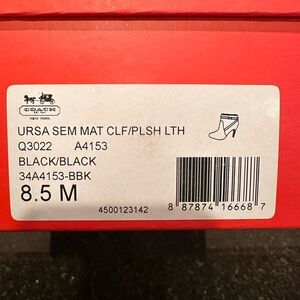 COACH
NEW YORK
URSA SEM MAT CLF/PLSH LTH
Q3022 A4153
BLACK/BLACK
34A4153-BBK
8.5 M
4500123142
8 87874 16668 7